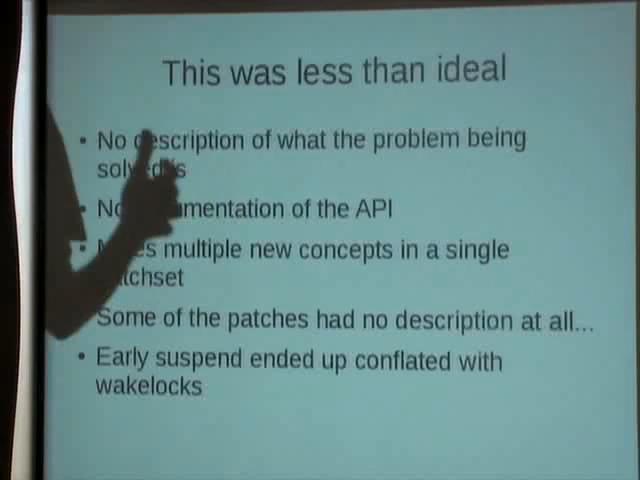 This was less than ideal
• No description of what the problem being
solved is
• No documentation of the API
• multiple new concepts in a single
patchset
Some of the patches had no description at all...
• Early suspend ended up conflated with
wakelocks